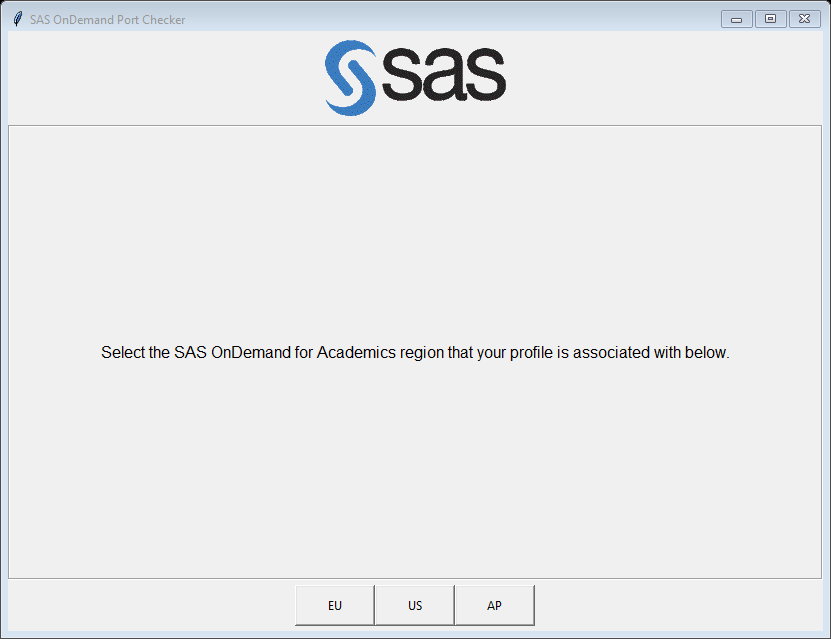 SAS OnDemand Port Checker
sas
Select the SAS OnDemand for Academics region that your profile is associated with below.
EU US AP